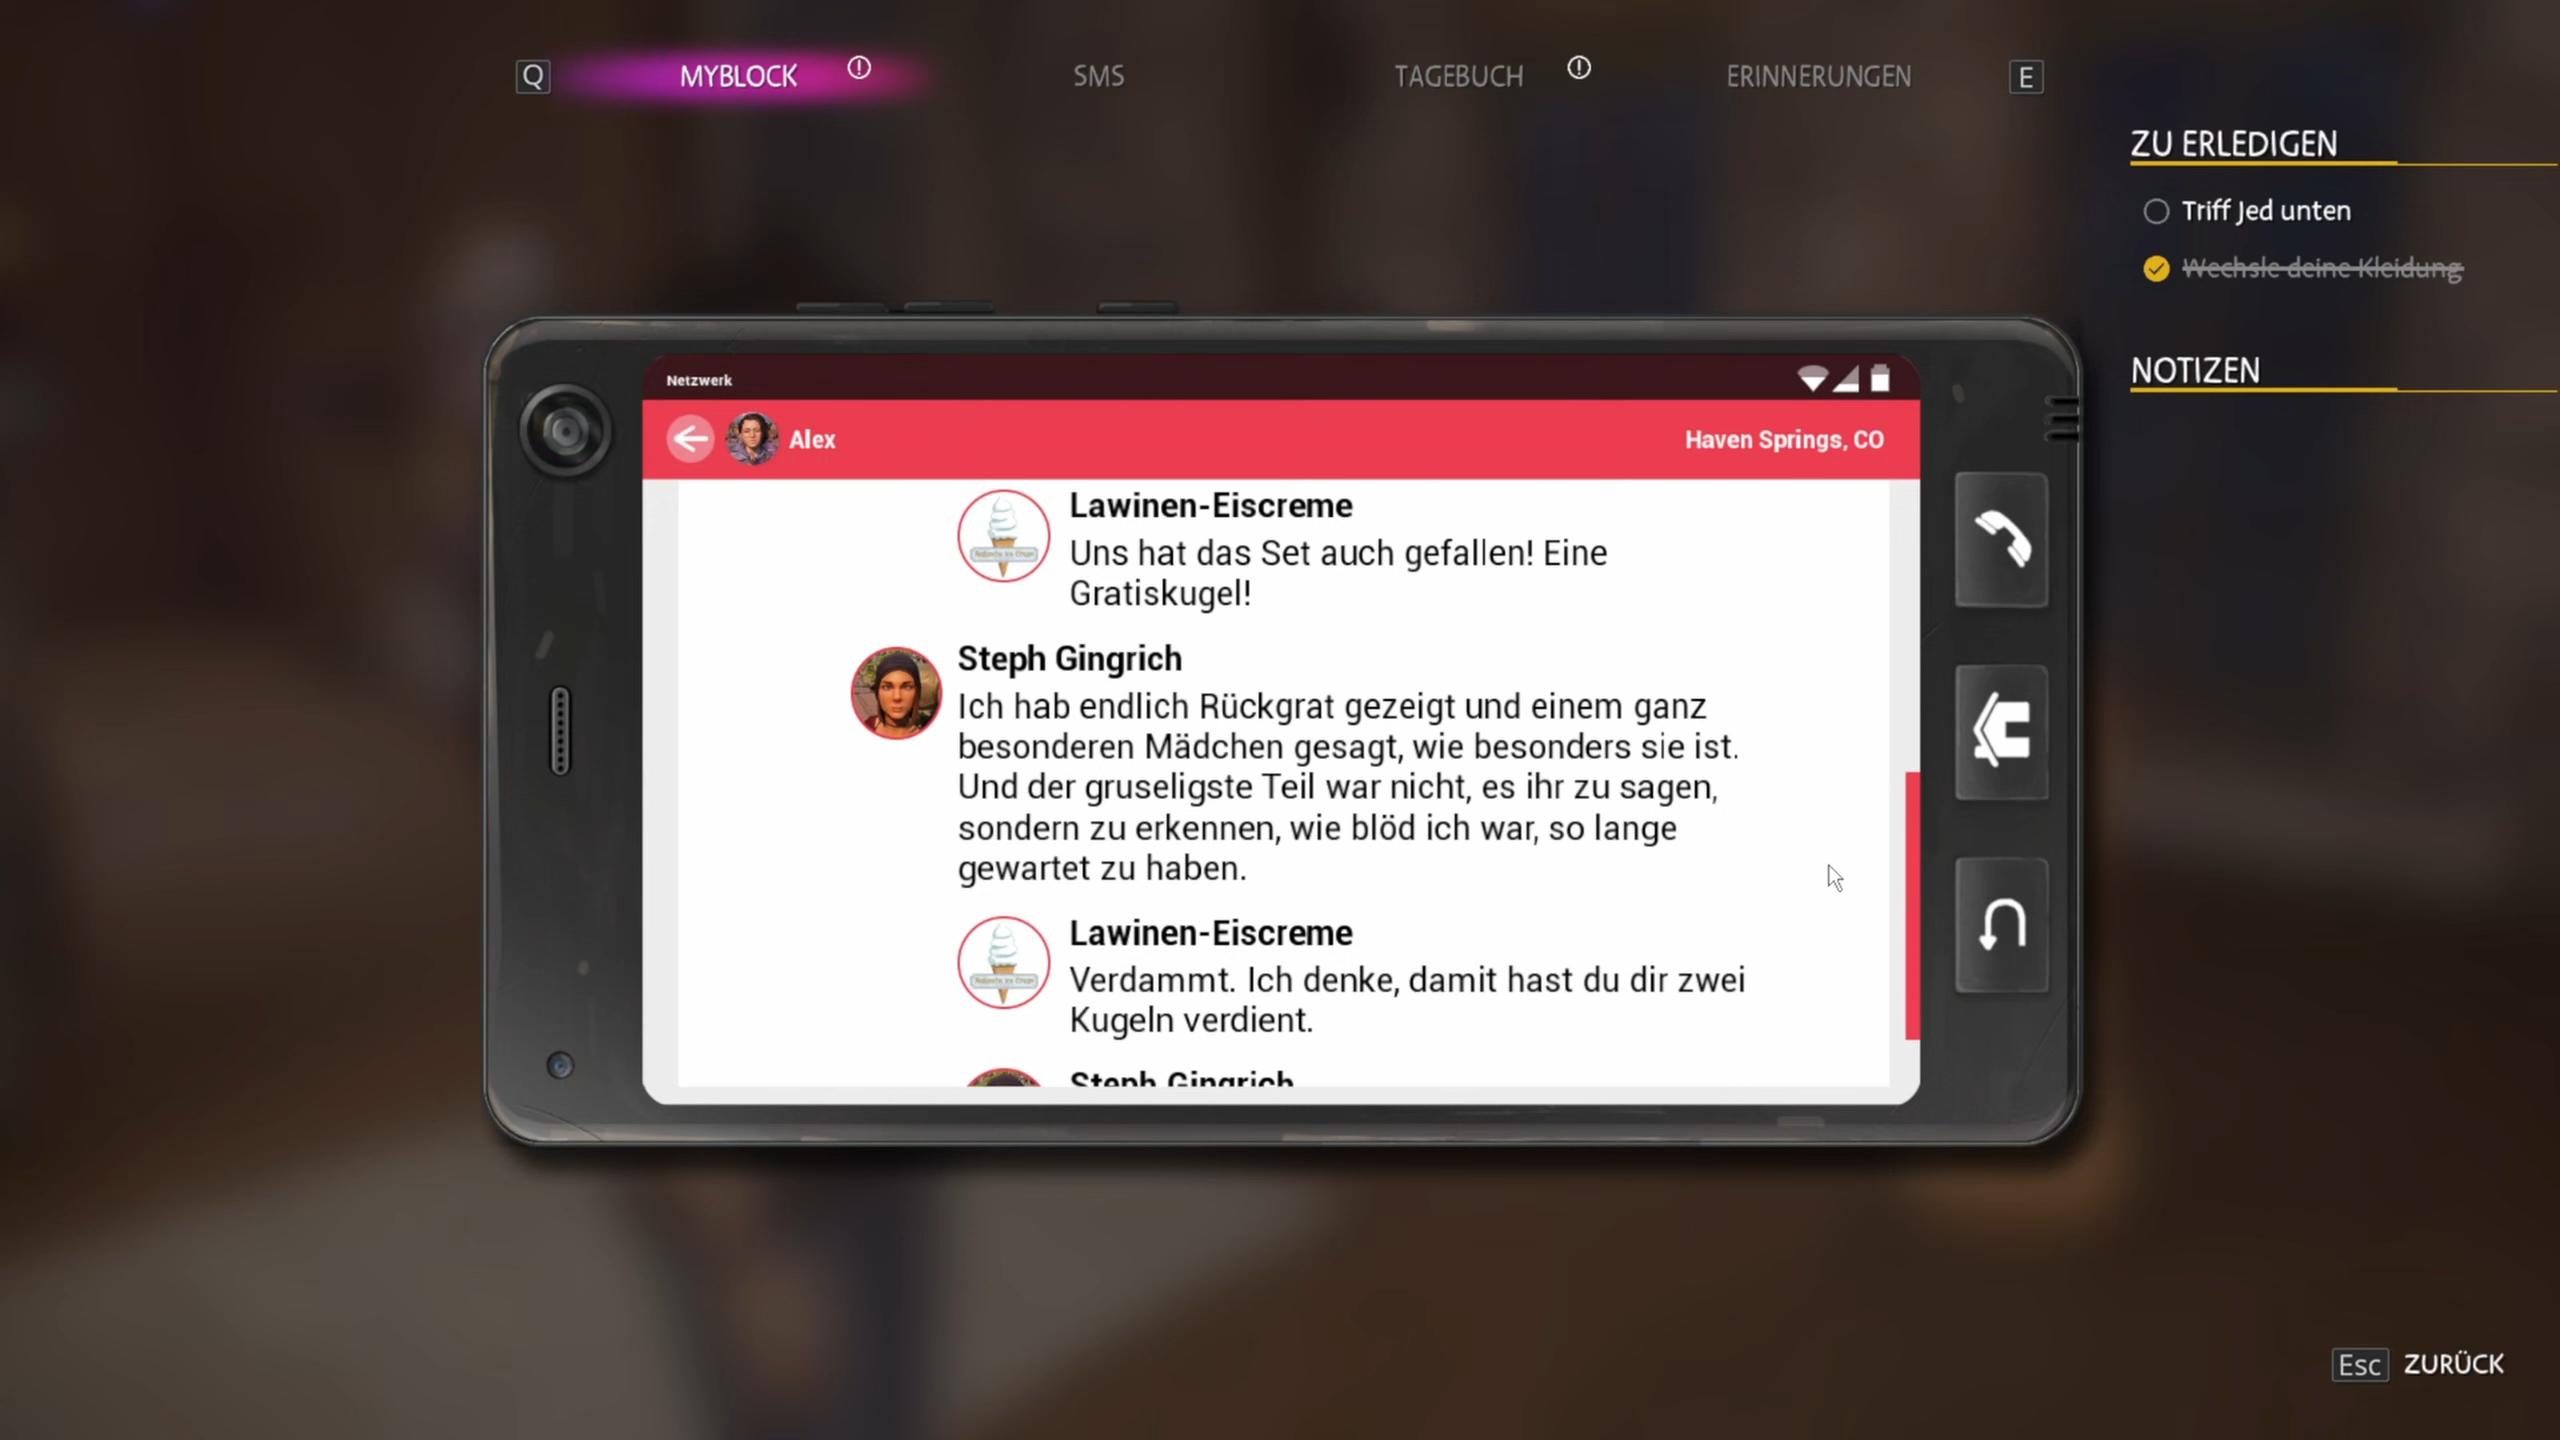 Q MYBLOCK SMS TAGEBUCH ERINNERUNGEN E
ZU ERLEDIGEN
Triff Jed unten
Wechsle deine Kleidung
NOTIZEN
Netzwerk
Alex Haven Springs, CO
Lawinen-Eiscreme
Uns hat das Set auch gefallen! Eine
Gratiskugel!
Steph Gingrich
Ich hab endlich Rückgrat gezeigt und einem ganz
besonderen Mädchen gesagt, wie besonders sie ist.
Und der gruseligste Teil war nicht, es ihr zu sagen,
sondern zu erkennen, wie blöd ich war, so lange
gewartet zu haben.
Lawinen-Eiscreme
Verdammt. Ich denke, damit hast du dir zwei
Kugeln verdient.
Steph Gingrich
Esc ZURÜCK